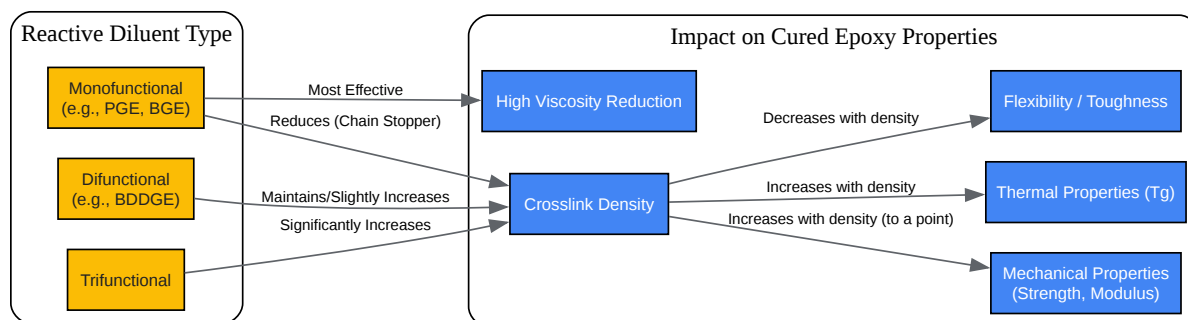 Reactive Diluent Type
Impact on Cured Epoxy Properties
Monofunctional
(e.g., PGE, BGE)
Most Effective
High Viscosity Reduction
Flexibility / Toughness
Reduces (Chain Stopper)
Decreases with density
Difunctional
(e.g., BDDGE)
Maintains/Slightly Increases
Crosslink Density
Increases with density
Thermal Properties (Tg)
Significantly Increases
Increases with density (to a point)
Trifunctional
Mechanical Properties
(Strength, Modulus)